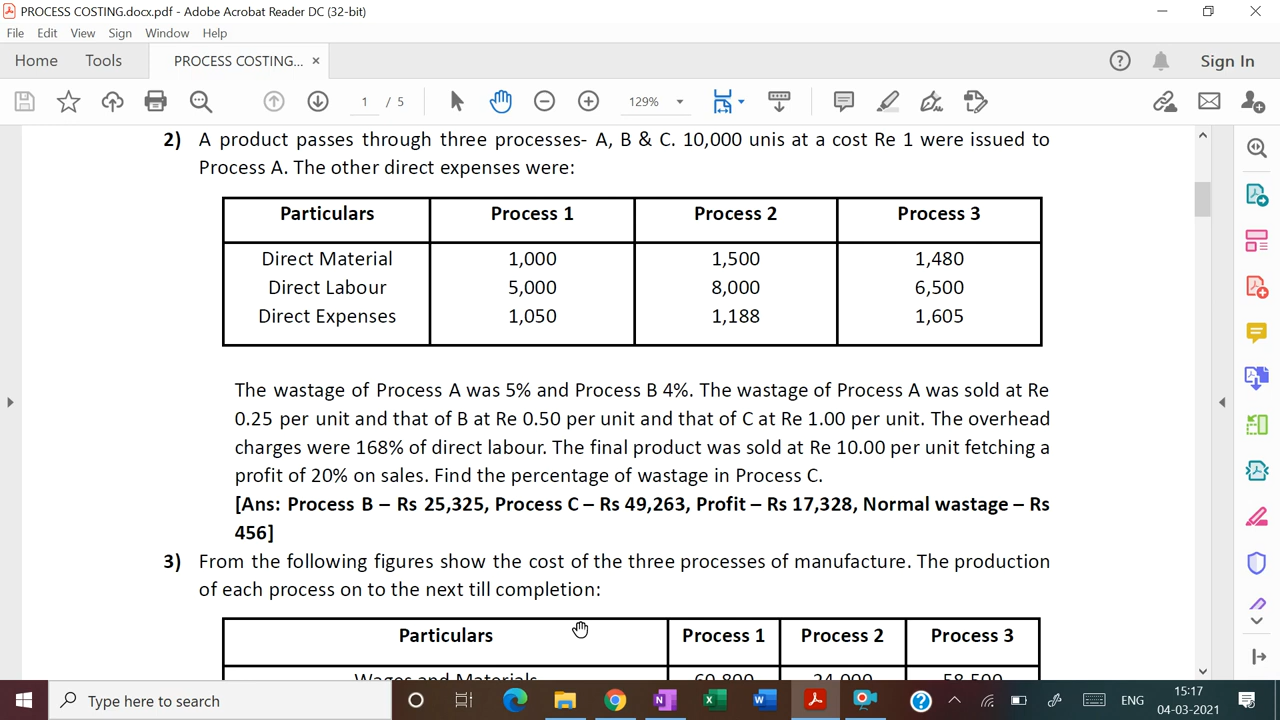 PROCESS COSTING.docx.pdf - Adobe Acrobat Reader DC (32-bit)
File Edit View Sign Window Help
Home Tools PROCESS COSTING... × Sign In
1 / 5 129%
2) A product passes through three processes- A, B & C. 10,000 unis at a cost Re 1 were issued to
Process A. The other direct expenses were:
Particulars Process 1 Process 2 Process 3
Direct Material 1,000 1,500 1,480
Direct Labour 5,000 8,000 6,500
Direct Expenses 1,050 1,188 1,605
The wastage of Process A was 5% and Process B 4%. The wastage of Process A was sold at Re
0.25 per unit and that of B at Re 0.50 per unit and that of C at Re 1.00 per unit. The overhead
charges were 168% of direct labour. The final product was sold at Re 10.00 per unit fetching a
profit of 20% on sales. Find the percentage of wastage in Process C.
[Ans: Process B – Rs 25,325, Process C – Rs 49,263, Profit – Rs 17,328, Normal wastage – Rs
456]
3) From the following figures show the cost of the three processes of manufacture. The production
of each process on to the next till completion:
Particulars Process 1 Process 2 Process 3
Wages and Materials 60,800 24,000 58,500
Type here to search ENG 15:17
04-03-2021